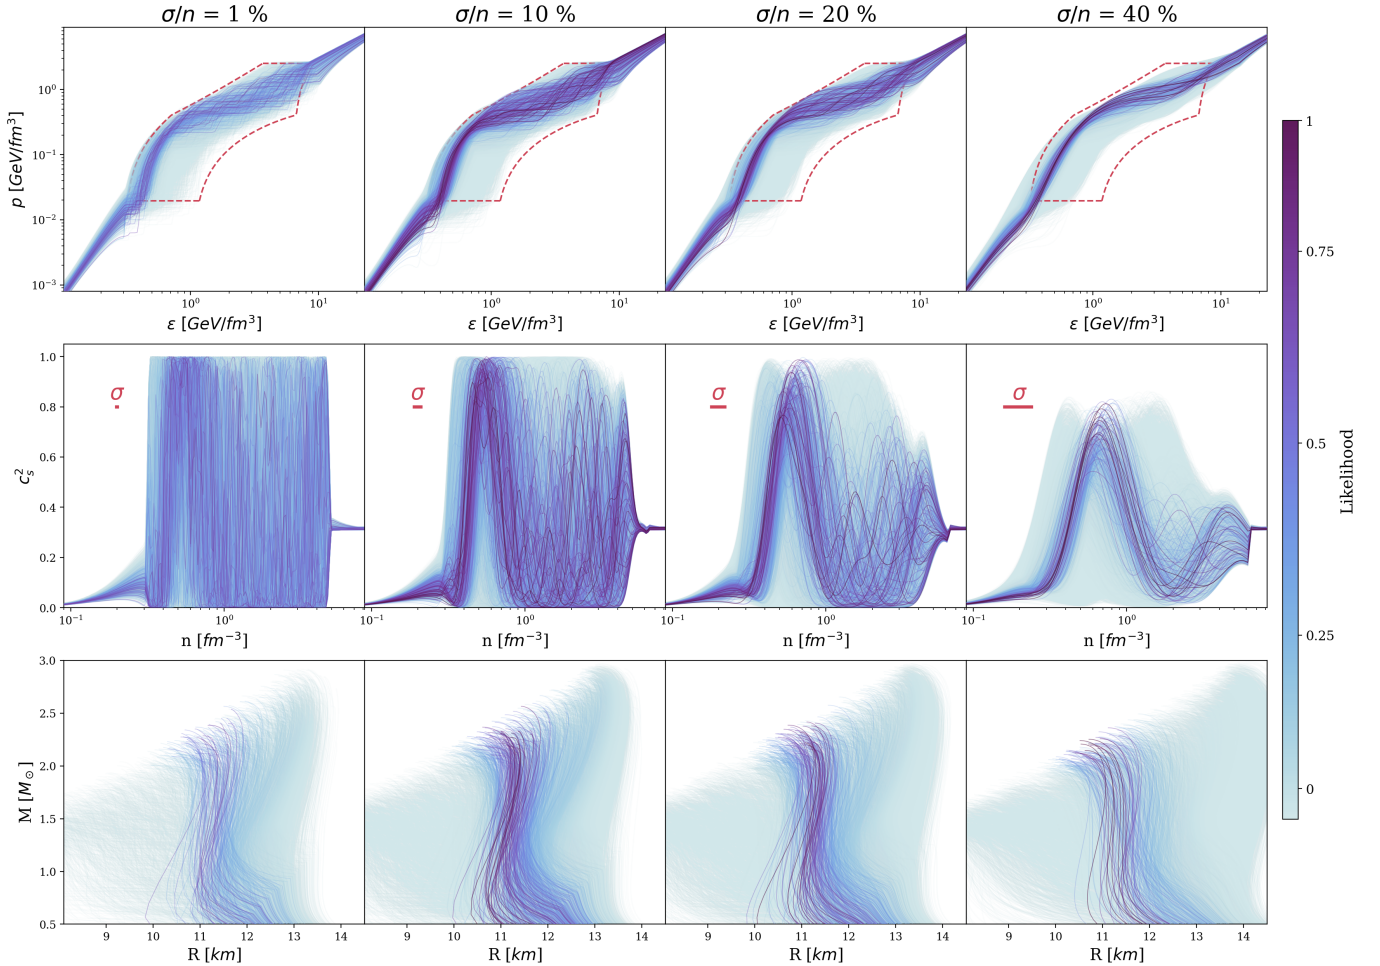 σ/n = 1 %
σ/n = 10 %
σ/n = 20 %
σ/n = 40 %
p [GeV/fm³]
10⁰
10⁻¹
10⁻²
10⁻³
10⁰ 10¹
10⁰ 10¹
10⁰ 10¹
10⁰ 10¹
ε [GeV/fm³]
ε [GeV/fm³]
ε [GeV/fm³]
ε [GeV/fm³]
c_s²
1.0
0.8
0.6
0.4
0.2
0.0
σ
σ
σ
σ
10⁻¹ 10⁰
10⁻¹ 10⁰
10⁻¹ 10⁰
10⁻¹ 10⁰
n [fm⁻³]
n [fm⁻³]
n [fm⁻³]
n [fm⁻³]
M [M_⊙]
3.0
2.5
2.0
1.5
1.0
0.5
9 10 11 12 13 14
9 10 11 12 13 14
9 10 11 12 13 14
9 10 11 12 13 14
R [km]
R [km]
R [km]
R [km]
1
0.75
0.5
0.25
0
Likelihood